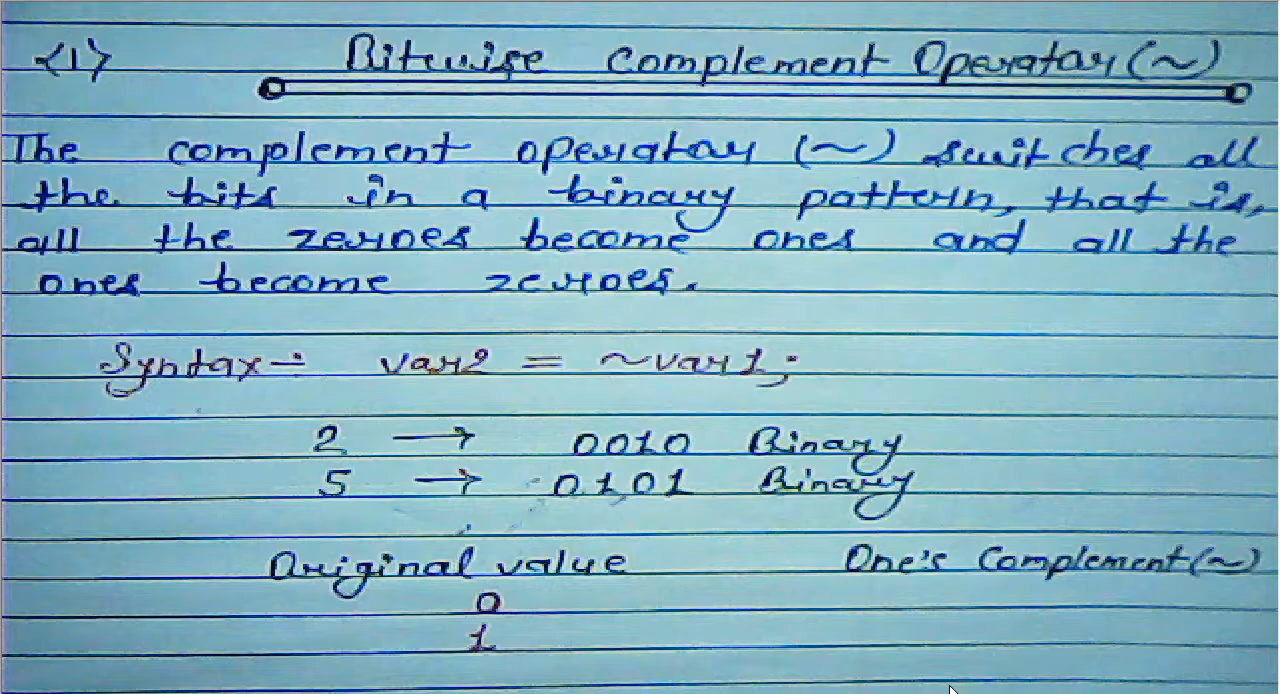 <1> Bitwise Complement Operator (~)
The complement operator (~) switches all
the bits in a binary pattern, that is,
all the zeroes become ones and all the
ones become zeroes.
Syntax:- var2 = ~var1;
2 → 0010 Binary
5 → 0101 Binary
Original value One's Complement (~)
0
1